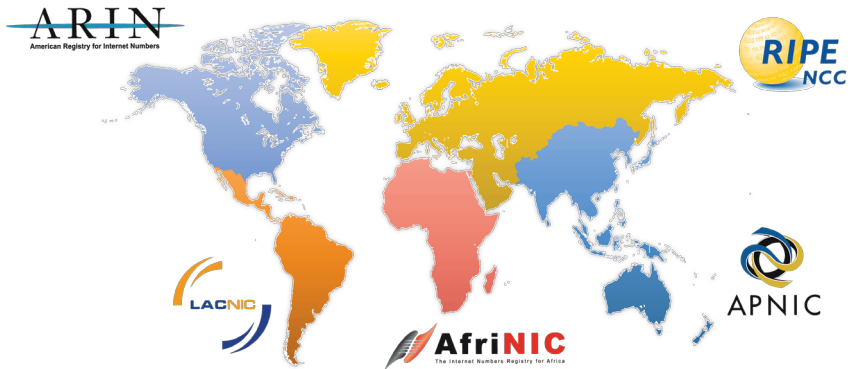 ARIN
American Registry for Internet Numbers
RIPE
NCC
LACNIC
APNIC
AfriNIC
The Internet Numbers Registry for Africa